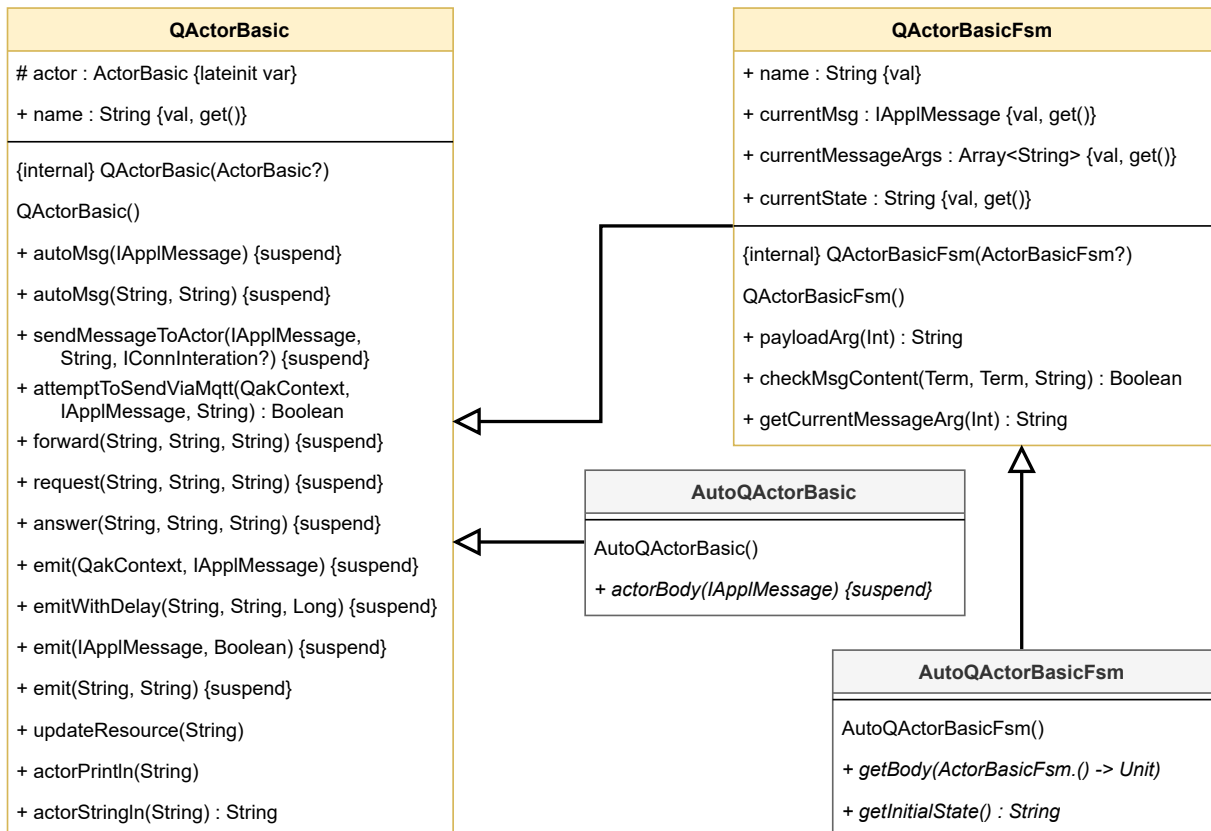 QActorBasic
# actor : ActorBasic {lateinit var}
+ name : String {val, get()}
{internal} QActorBasic(ActorBasic?)
QActorBasic()
+ autoMsg(IApplMessage) {suspend}
+ autoMsg(String, String) {suspend}
+ sendMessageToActor(IApplMessage,
String, IConnInteration?) {suspend}
+ attemptToSendViaMqtt(QakContext,
IApplMessage, String) : Boolean
+ forward(String, String, String) {suspend}
+ request(String, String, String) {suspend}
+ answer(String, String, String) {suspend}
+ emit(QakContext, IApplMessage) {suspend}
+ emitWithDelay(String, String, Long) {suspend}
+ emit(IApplMessage, Boolean) {suspend}
+ emit(String, String) {suspend}
+ updateResource(String)
+ actorPrintln(String)
+ actorStringln(String) : String
QActorBasicFsm
+ name : String {val}
+ currentMsg : IApplMessage {val, get()}
+ currentMessageArgs : Array<String> {val, get()}
+ currentState : String {val, get()}
{internal} QActorBasicFsm(ActorBasicFsm?)
QActorBasicFsm()
+ payloadArg(Int) : String
+ checkMsgContent(Term, Term, String) : Boolean
+ getCurrentMessageArg(Int) : String
AutoQActorBasic
AutoQActorBasic()
+ actorBody(IApplMessage) {suspend}
AutoQActorBasicFsm
AutoQActorBasicFsm()
+ getBody(ActorBasicFsm.() -> Unit)
+ getInitialState() : String